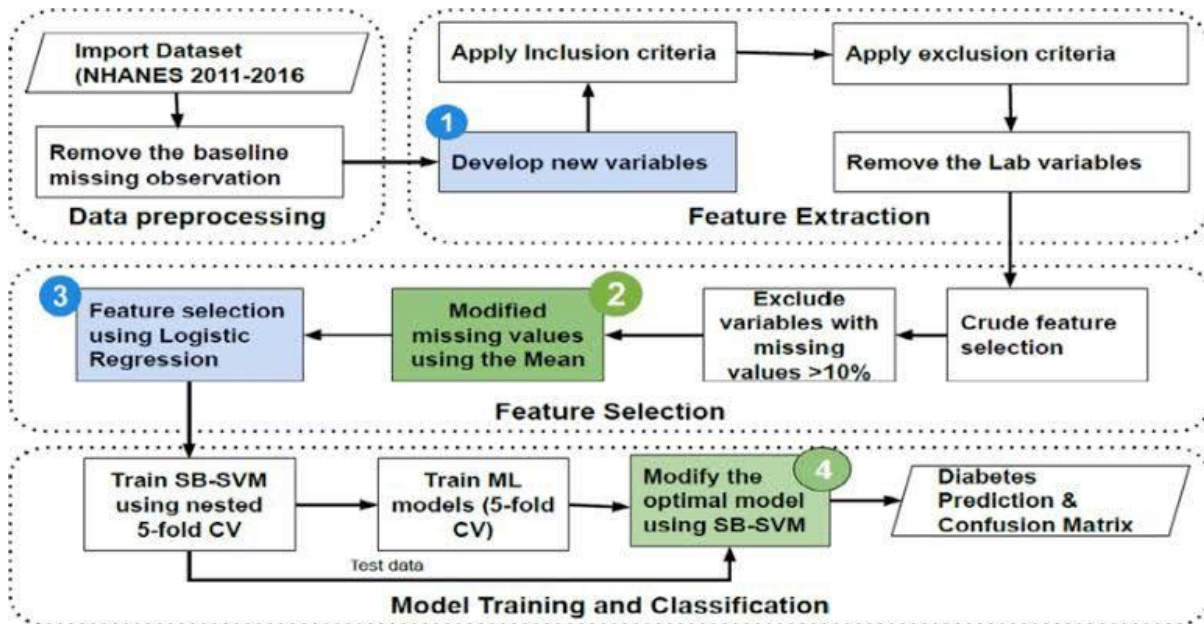 Import Dataset
(NHANES 2011-2016
Remove the baseline
missing observation
Data preprocessing
Apply Inclusion criteria
Apply exclusion criteria
1
Develop new variables
Remove the Lab variables
Feature Extraction
3
Feature selection
using Logistic
Regression
2
Modified
missing values
using the Mean
Exclude
variables with
missing
values >10%
Crude feature
selection
Feature Selection
Train SB-SVM
using nested
5-fold CV
Train ML
models (5-fold
CV)
4
Modify the
optimal model
using SB-SVM
Diabetes
Prediction &
Confusion Matrix
Test data
Model Training and Classification